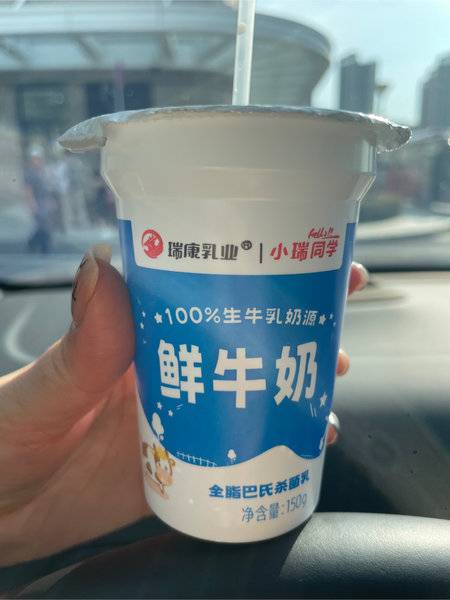 瑞康乳业® | 小瑞同学
hello!!
100%生牛乳奶源
鲜牛奶
全脂巴氏杀菌乳
净含量:150g